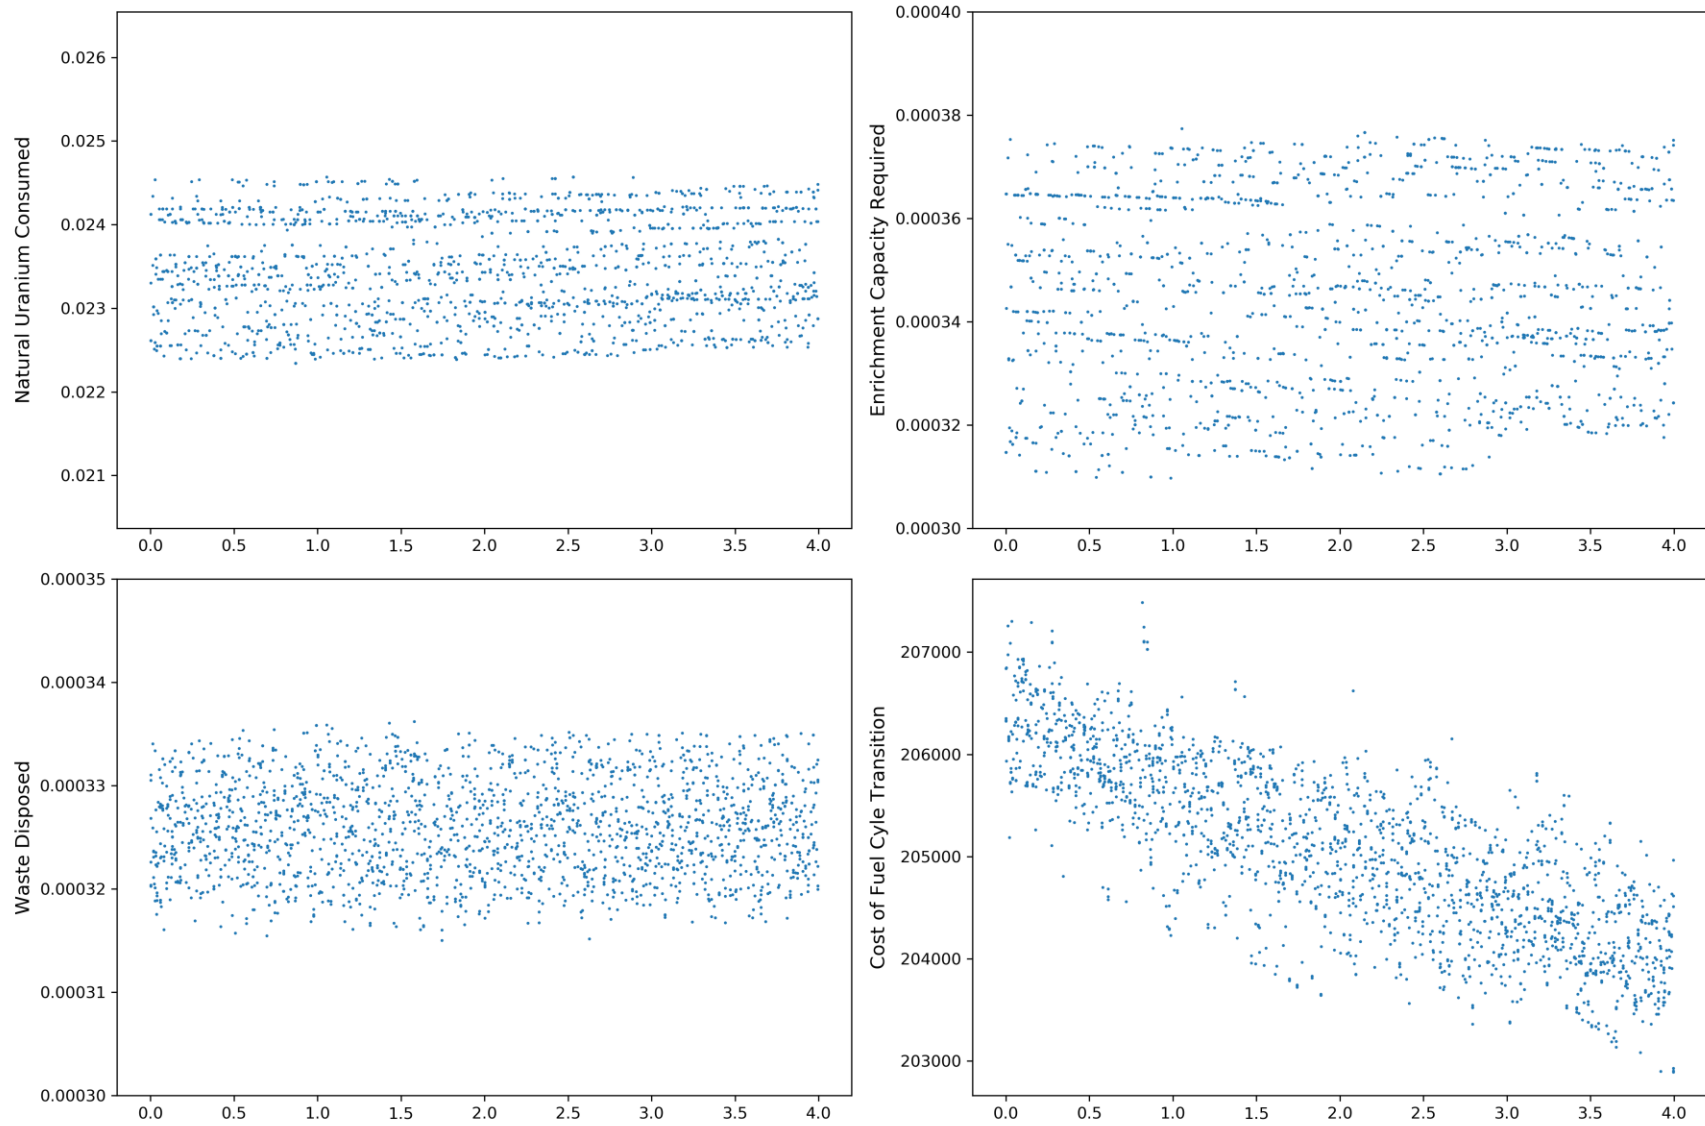 Natural Uranium Consumed
0.026
0.025
0.024
0.023
0.022
0.021
0.0 0.5 1.0 1.5 2.0 2.5 3.0 3.5 4.0
Enrichment Capacity Required
0.00040
0.00038
0.00036
0.00034
0.00032
0.00030
0.0 0.5 1.0 1.5 2.0 2.5 3.0 3.5 4.0
Waste Disposed
0.00035
0.00034
0.00033
0.00032
0.00031
0.00030
0.0 0.5 1.0 1.5 2.0 2.5 3.0 3.5 4.0
Cost of Fuel Cyle Transition
207000
206000
205000
204000
203000
0.0 0.5 1.0 1.5 2.0 2.5 3.0 3.5 4.0